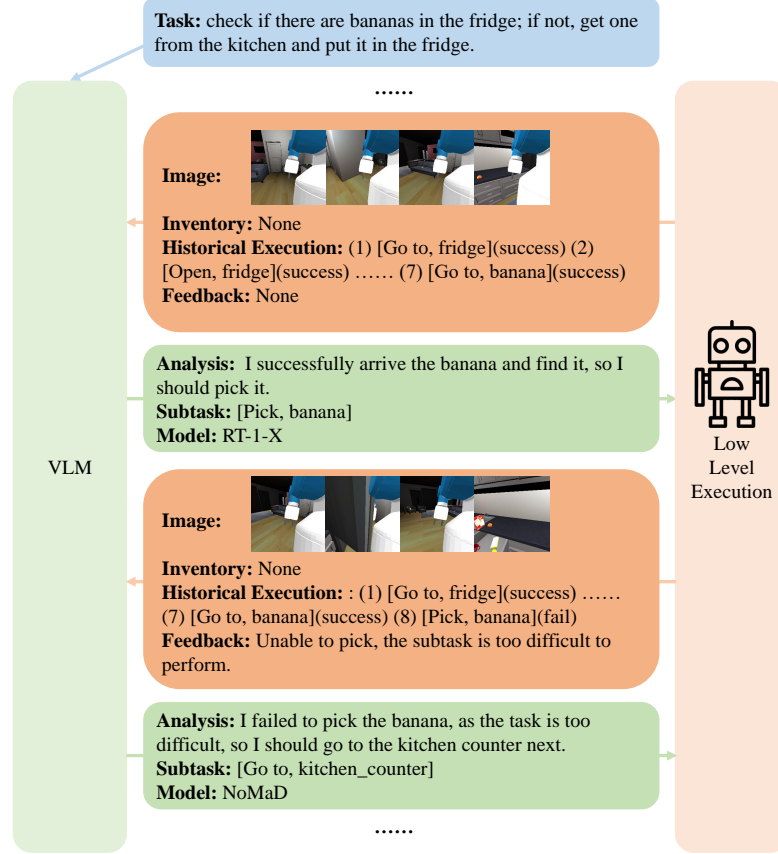 Task: check if there are bananas in the fridge; if not, get one
from the kitchen and put it in the fridge.
......
Image:
Inventory: None
Historical Execution: (1) [Go to, fridge](success) (2)
[Open, fridge](success) …… (7) [Go to, banana](success)
Feedback: None
Analysis: I successfully arrive the banana and find it, so I
should pick it.
Subtask: [Pick, banana]
Model: RT-1-X
VLM
Low
Level
Execution
Image:
Inventory: None
Historical Execution: : (1) [Go to, fridge](success) ……
(7) [Go to, banana](success) (8) [Pick, banana](fail)
Feedback: Unable to pick, the subtask is too difficult to
perform.
Analysis: I failed to pick the banana, as the task is too
difficult, so I should go to the kitchen counter next.
Subtask: [Go to, kitchen_counter]
Model: NoMaD
......